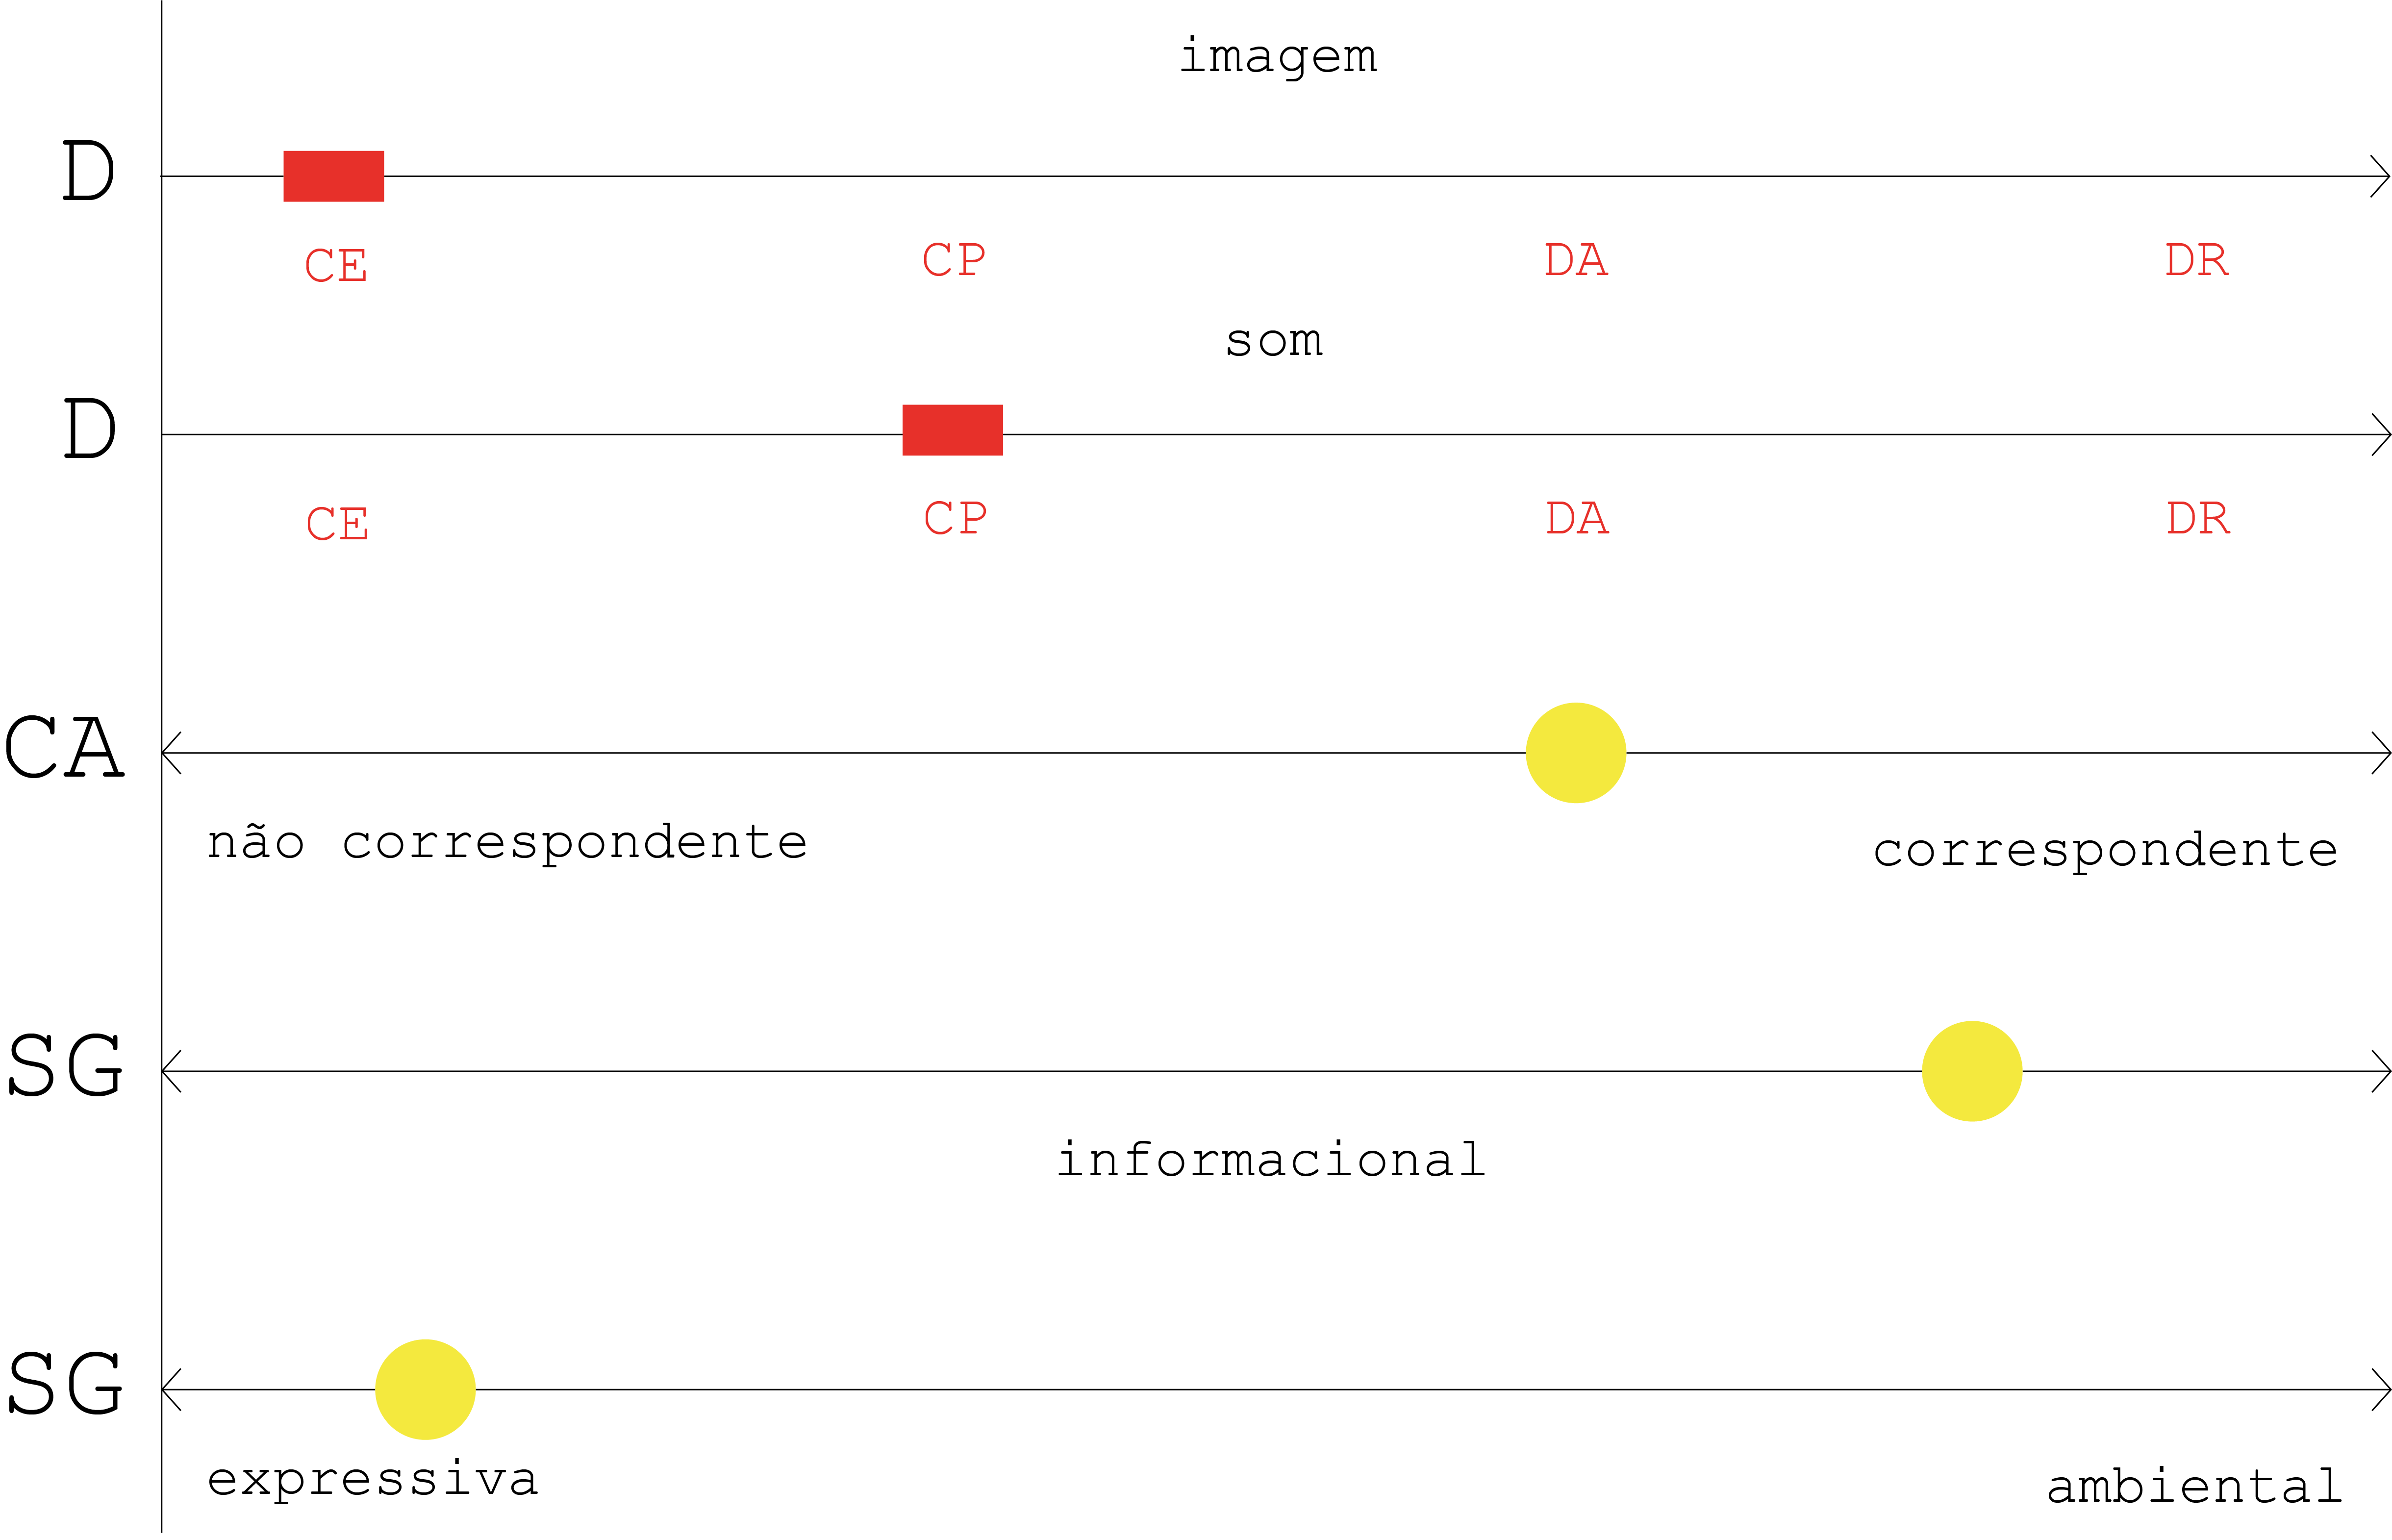 imagem
D
CE CP DA DR
som
D
CE CP DA DR
CA
não correspondente correspondente
SG
informacional
SG
expressiva ambiental